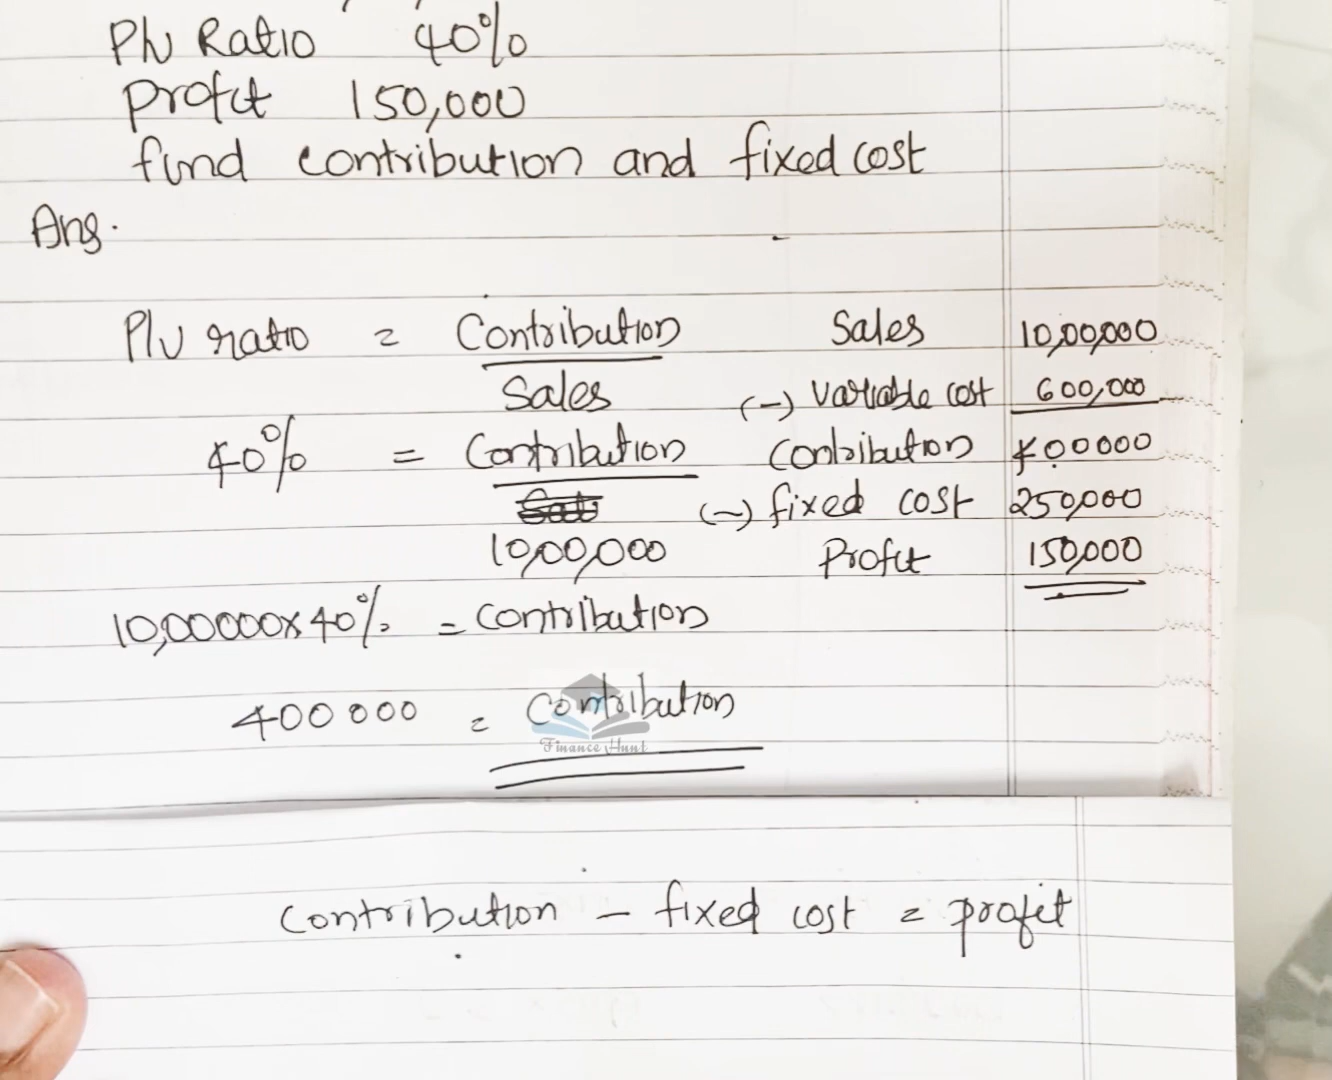 P/V Ratio 40%
Profit 150,000
find contribution and fixed cost
Ans.
P/V ratio = Contribution Sales 10,00,000
Sales (-) Variable cost 600,000
40% = Contribution Contribution 400000
(-) fixed cost 250,000
10,00,000 Profit 150,000
10,00000x40% = contribution
400000 = Contribution
Finance Hunt
Contribution - fixed cost = profit